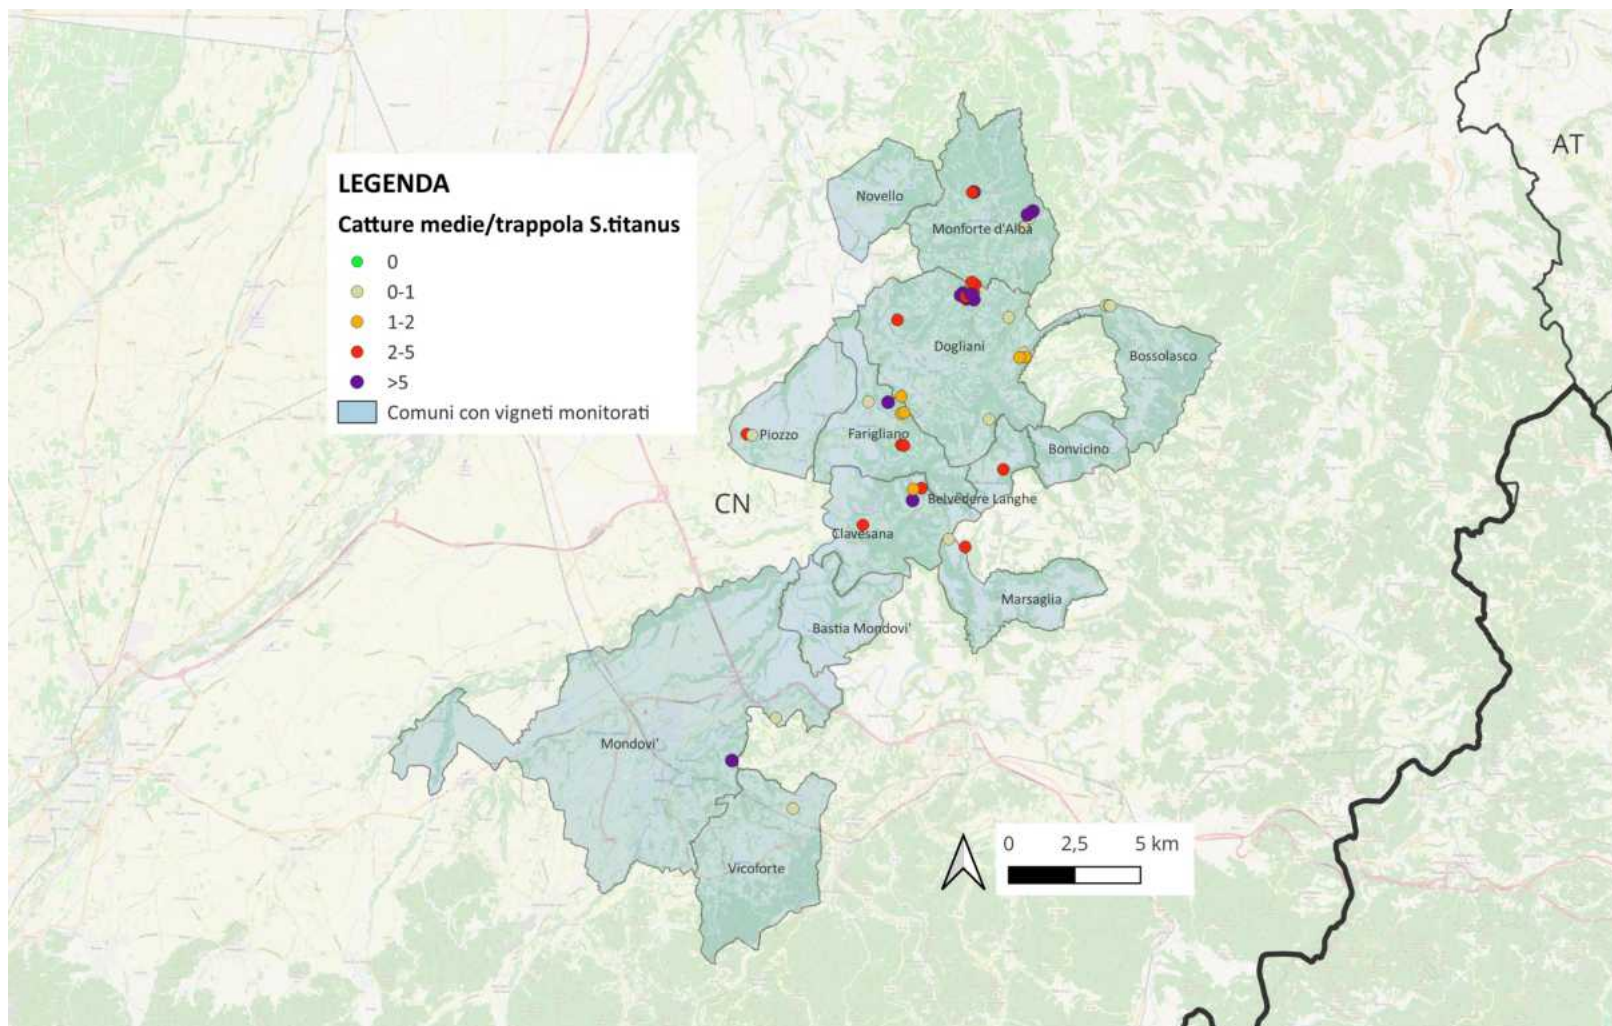 AT
LEGENDA
Catture medie/trappola S.titanus
0
0-1
1-2
2-5
>5
Comuni con vigneti monitorati
Novello
Monforte d'Alba
Dogliani
Bossolasco
Piozzo
Farigliano
Bonvicino
CN
Belvedere Langhe
Clavesana
Marsaglia
Bastia Mondovi'
Mondovi'
Vicoforte
0 2,5 5 km